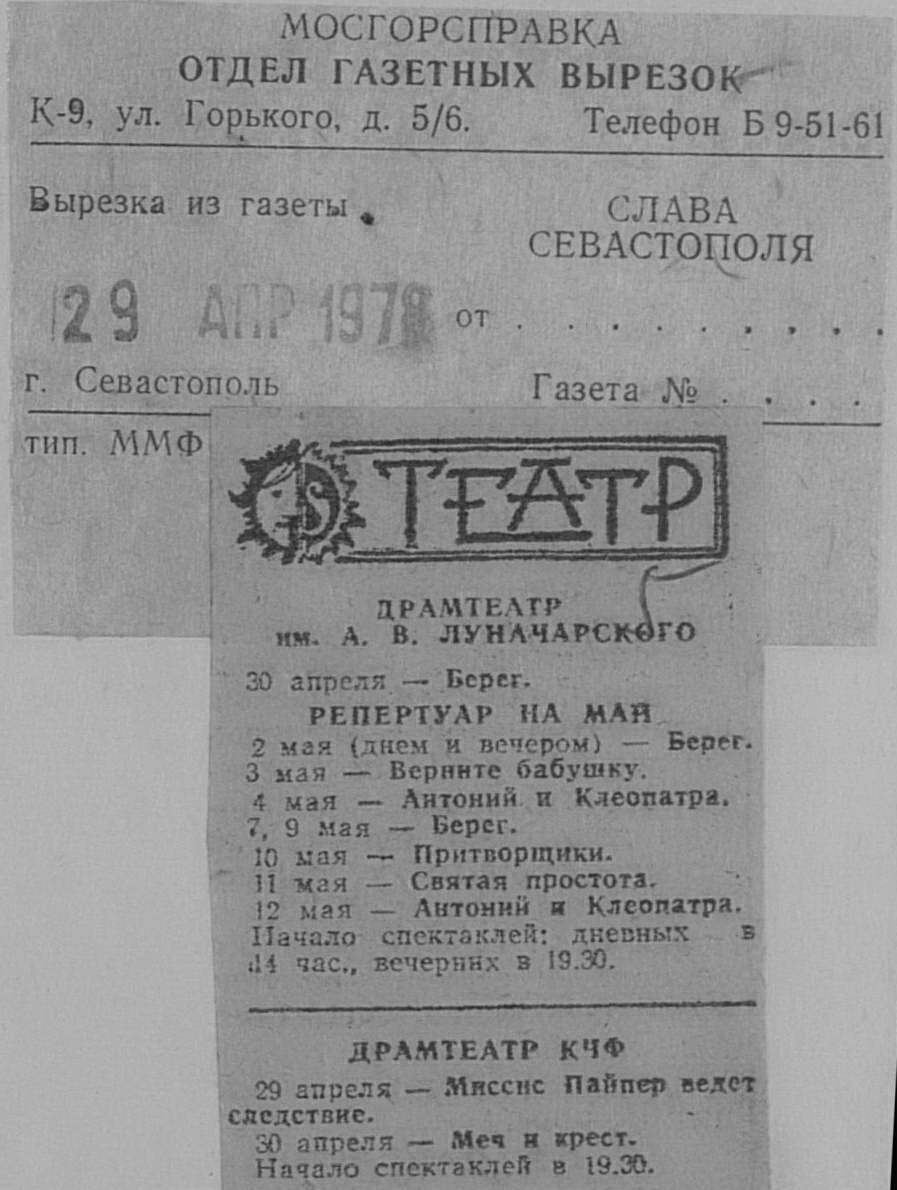 МОСГОРСПРАВКА
ОТДЕЛ ГАЗЕТНЫХ ВЫРЕЗОК
К-9, ул. Горького, д. 5/6. Телефон Б 9-51-61
Вырезка из газеты
СЛАВА
СЕВАСТОПОЛЯ
29 АПР 1978 от . . . . . . . . . .
г. Севастополь Газета № . . . .
тип. ММФ
ТЕАТР
ДРАМТЕАТР
им. А. В. ЛУНАЧАРСКОГО
30 апреля — Берег.
РЕПЕРТУАР НА МАЙ
2 мая (днем и вечером) — Берег.
3 мая — Верните бабушку.
4 мая — Антоний и Клеопатра.
7, 9 мая — Берег.
10 мая — Притворщики.
11 мая — Святая простота.
12 мая — Антоний и Клеопатра.
Начало спектаклей: дневных в
14 час., вечерних в 19.30.
ДРАМТЕАТР КЧФ
29 апреля — Миссис Пайпер ведет
следствие.
30 апреля — Меч и крест.
Начало спектаклей в 19.30.